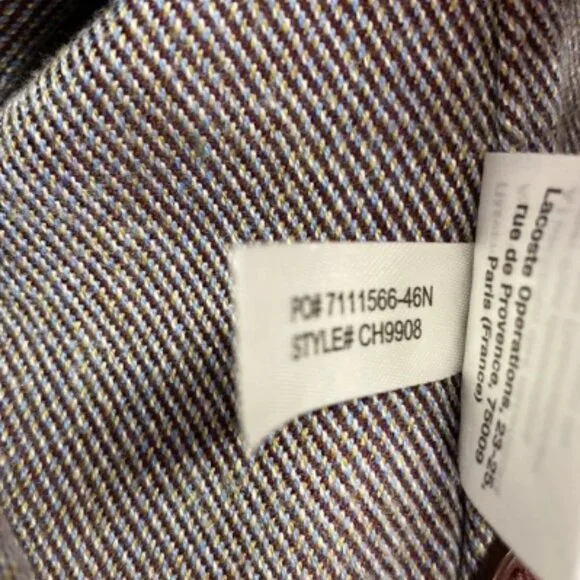 PO# 7111566-46N
STYLE# CH9908
Lacoste Operations, 23-25,
rue de Provence, 75009
Paris (France)